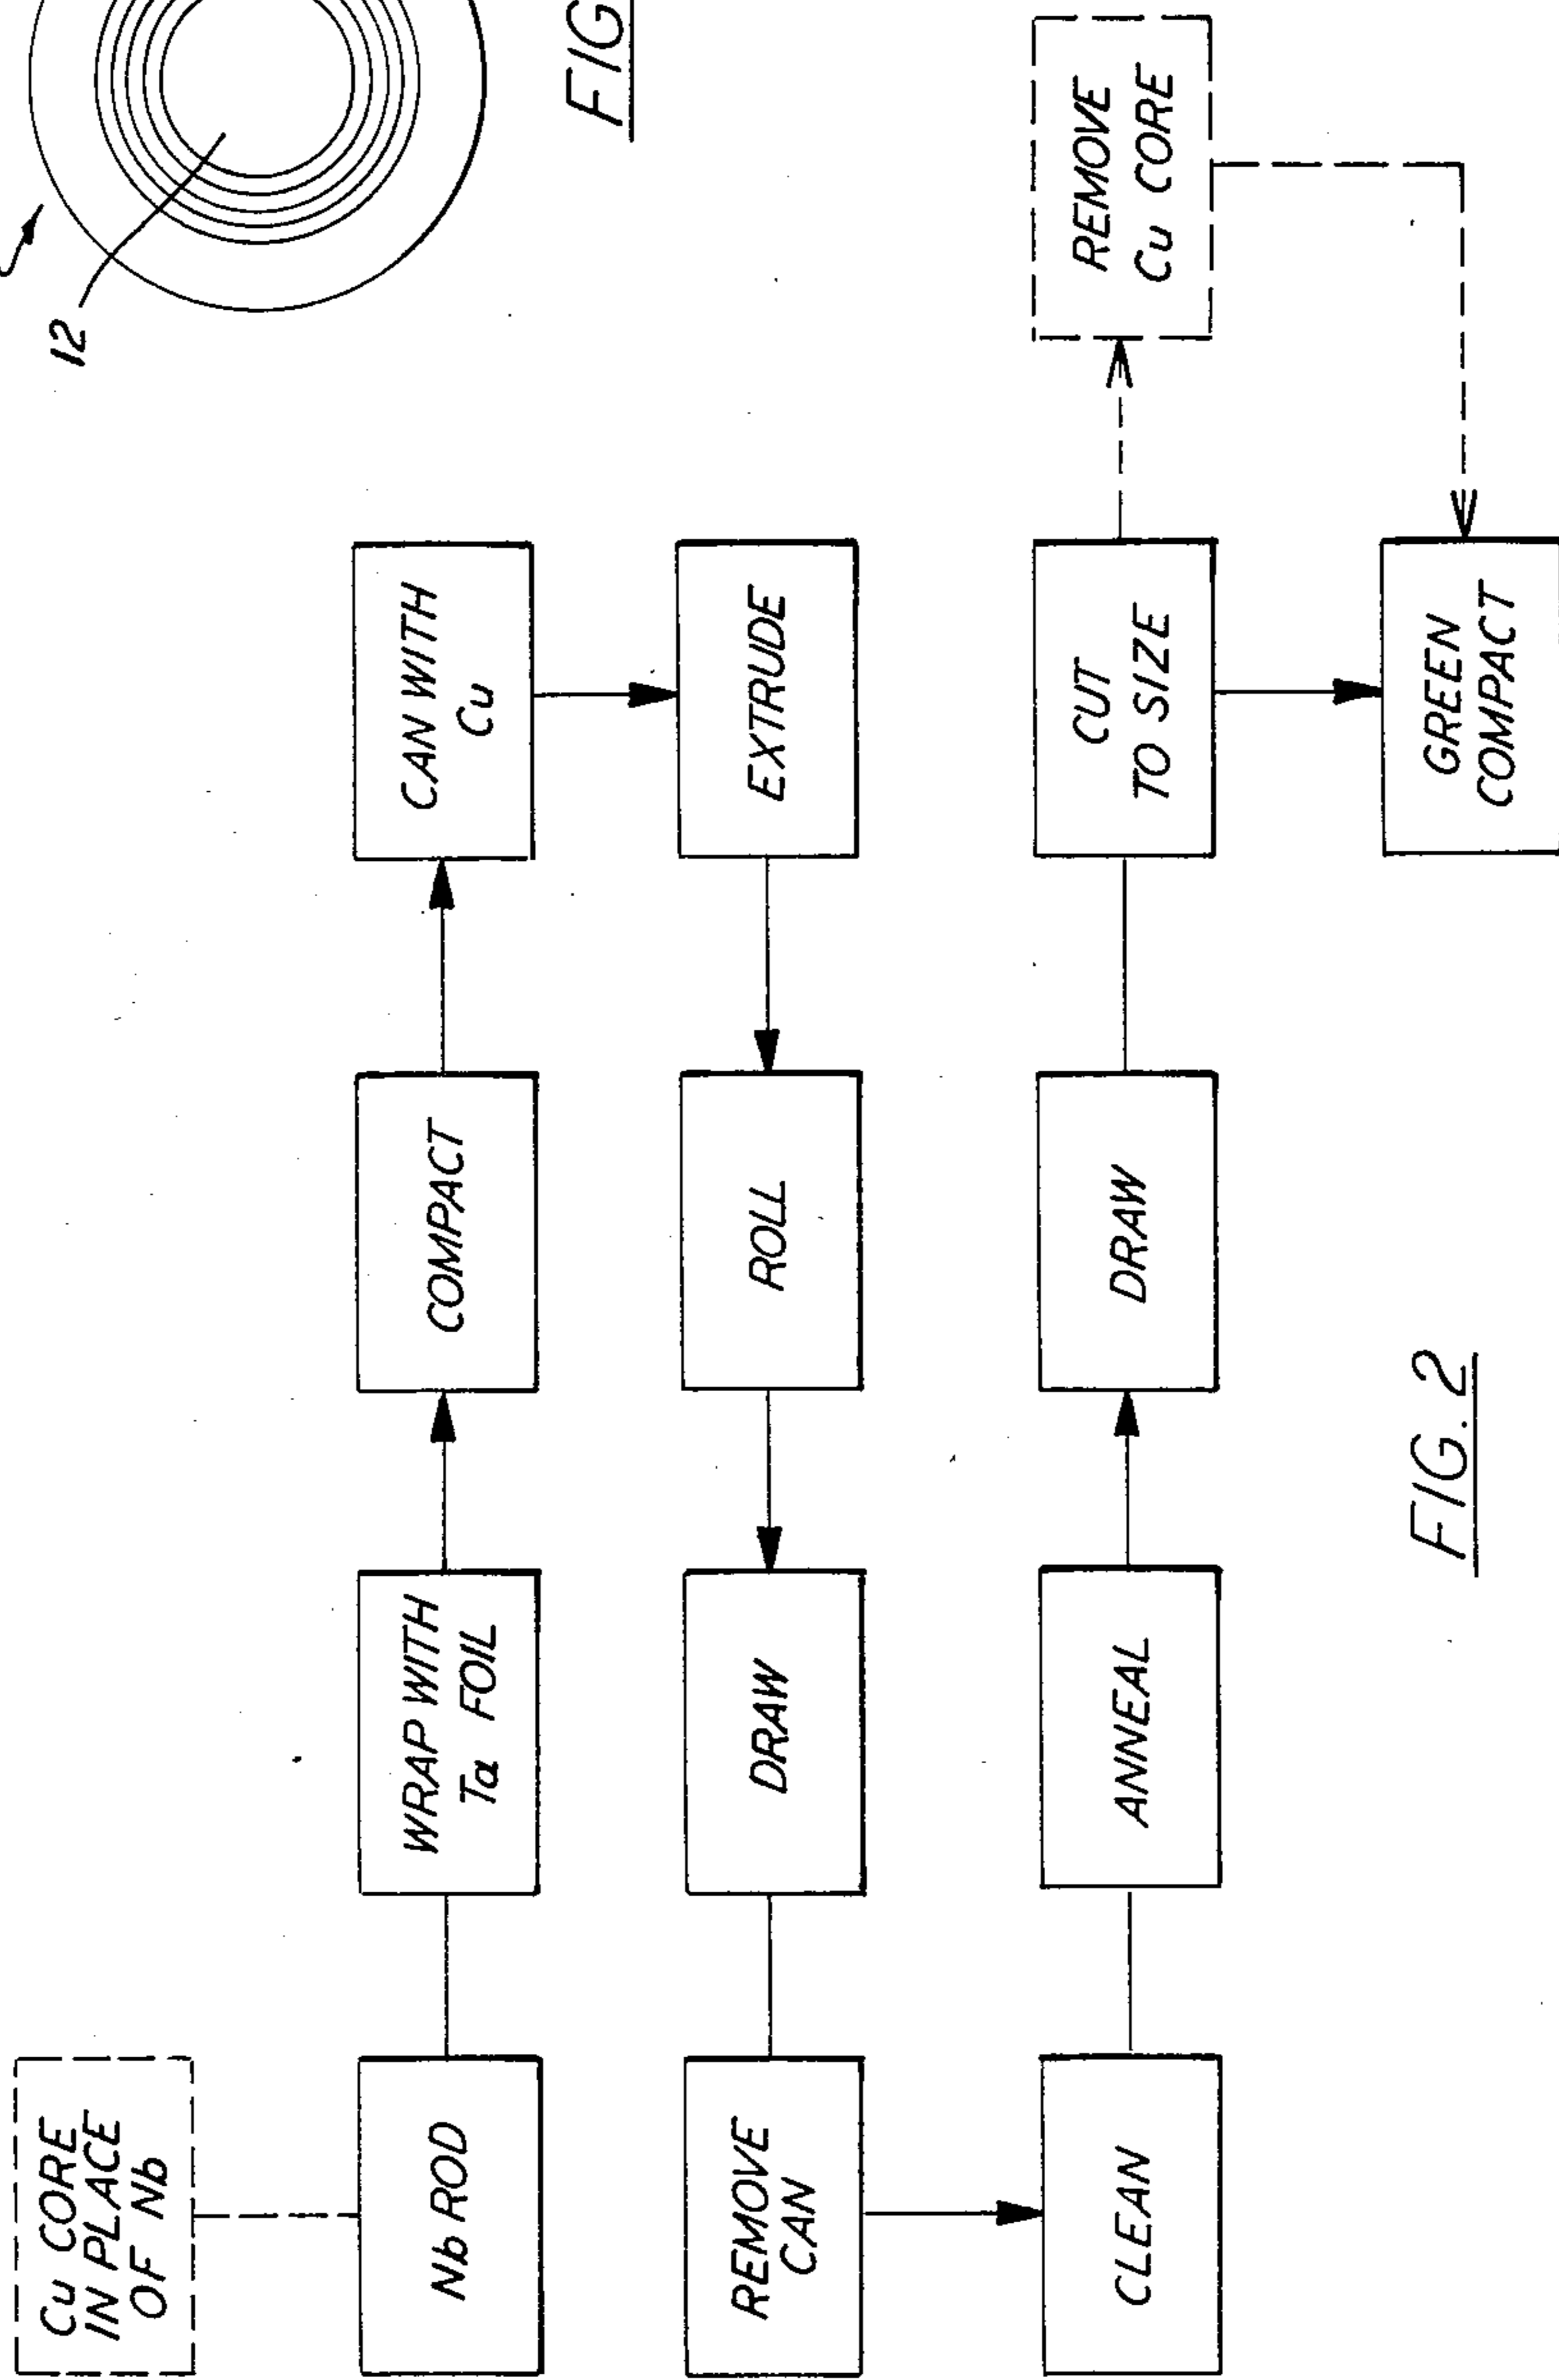 12
FIG
Cu CORE
IN PLACE
OF Nb
Nb ROD
WRAP WITH
Ta FOIL
COMPACT
CAN WITH
Cu
EXTRUDE
ROLL
DRAW
REMOVE
CAN
CLEAN
ANNEAL
DRAW
CUT
TO SIZE
REMOVE
Cu CORE
GREEN
COMPACT
FIG. 2